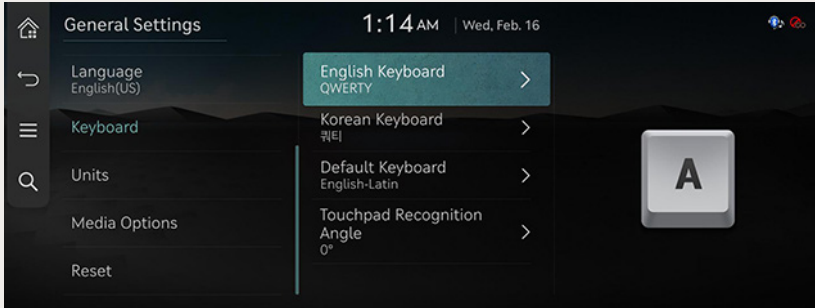 General Settings
1:14 AM
Wed, Feb. 16
Language
English(US)
Keyboard
Units
Media Options
Reset
English Keyboard
QWERTY
Korean Keyboard
쿼티
Default Keyboard
English-Latin
Touchpad Recognition
Angle
0°
A